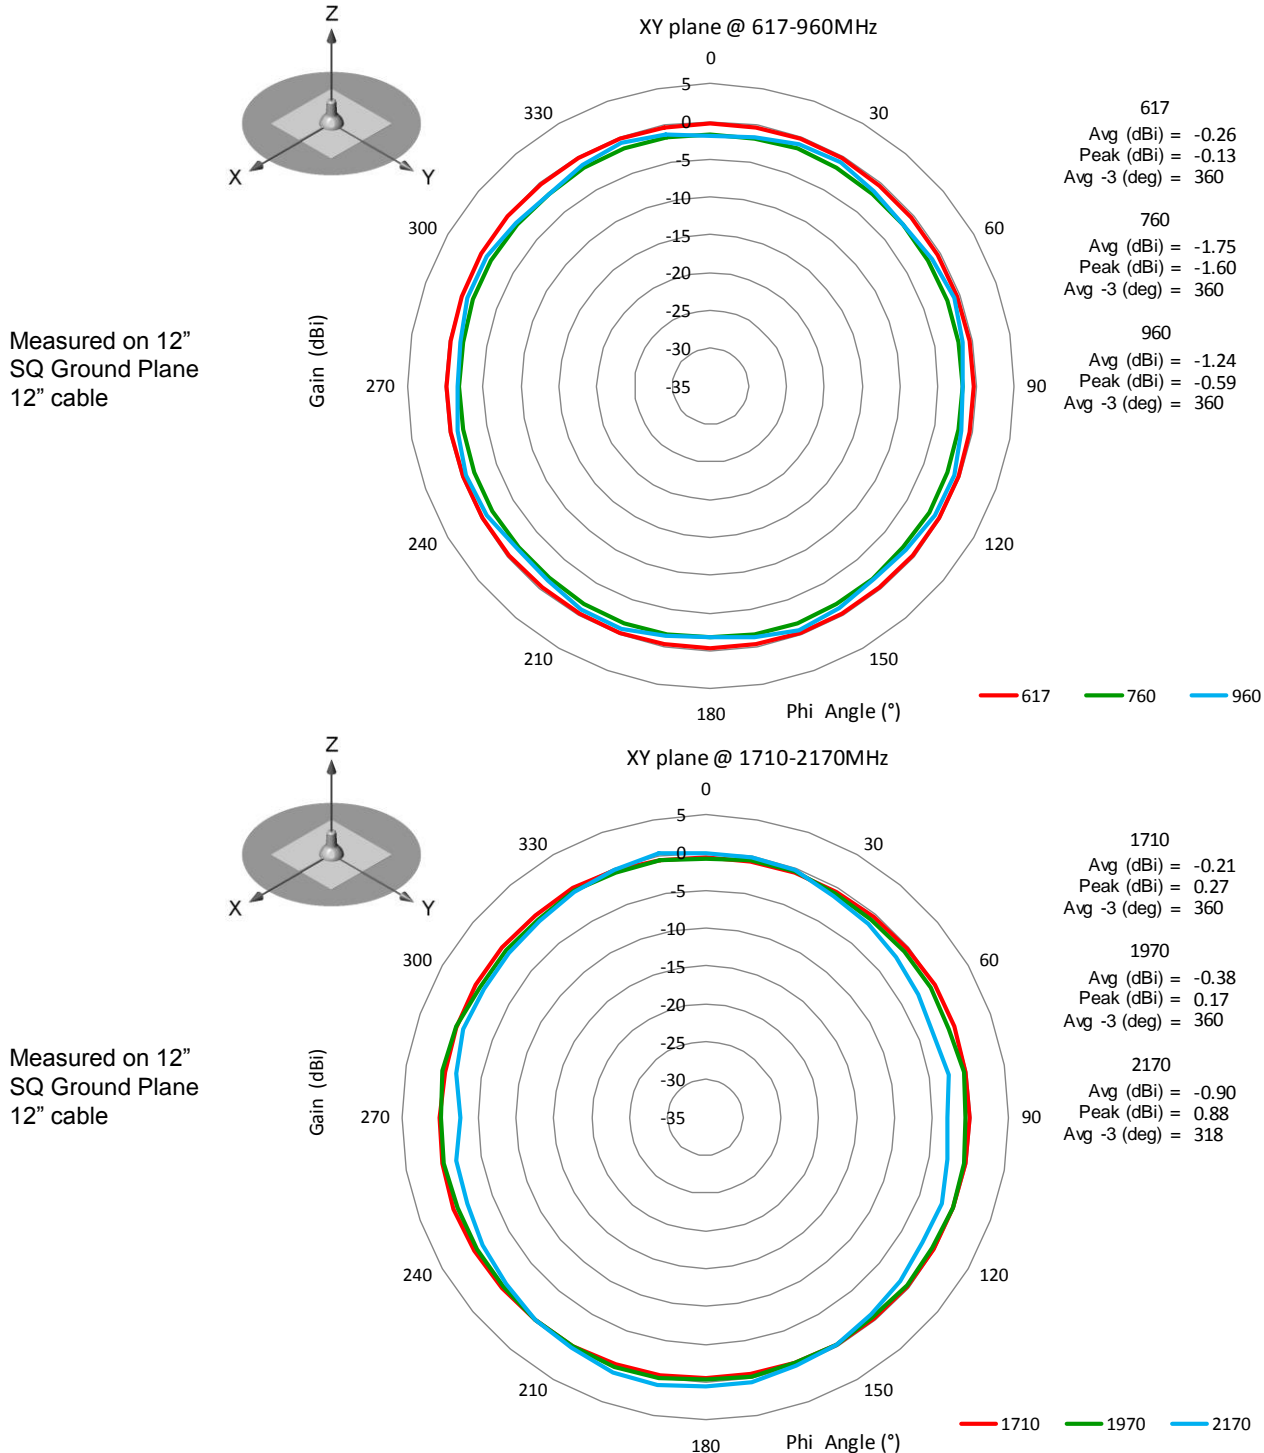 Z
X
Y
Measured on 12”
SQ Ground Plane
12” cable
XY plane @ 617-960MHz
0
30
60
90
120
150
180
210
240
270
300
330
5
0
-5
-10
-15
-20
-25
-30
-35
Gain (dBi)
Phi Angle (°)
617
Avg (dBi) = -0.26
Peak (dBi) = -0.13
Avg -3 (deg) = 360
760
Avg (dBi) = -1.75
Peak (dBi) = -1.60
Avg -3 (deg) = 360
960
Avg (dBi) = -1.24
Peak (dBi) = -0.59
Avg -3 (deg) = 360
617 760 960
Z
X
Y
Measured on 12”
SQ Ground Plane
12” cable
XY plane @ 1710-2170MHz
0
30
60
90
120
150
180
210
240
270
300
330
5
0
-5
-10
-15
-20
-25
-30
-35
Gain (dBi)
Phi Angle (°)
1710
Avg (dBi) = -0.21
Peak (dBi) = 0.27
Avg -3 (deg) = 360
1970
Avg (dBi) = -0.38
Peak (dBi) = 0.17
Avg -3 (deg) = 360
2170
Avg (dBi) = -0.90
Peak (dBi) = 0.88
Avg -3 (deg) = 318
1710 1970 2170